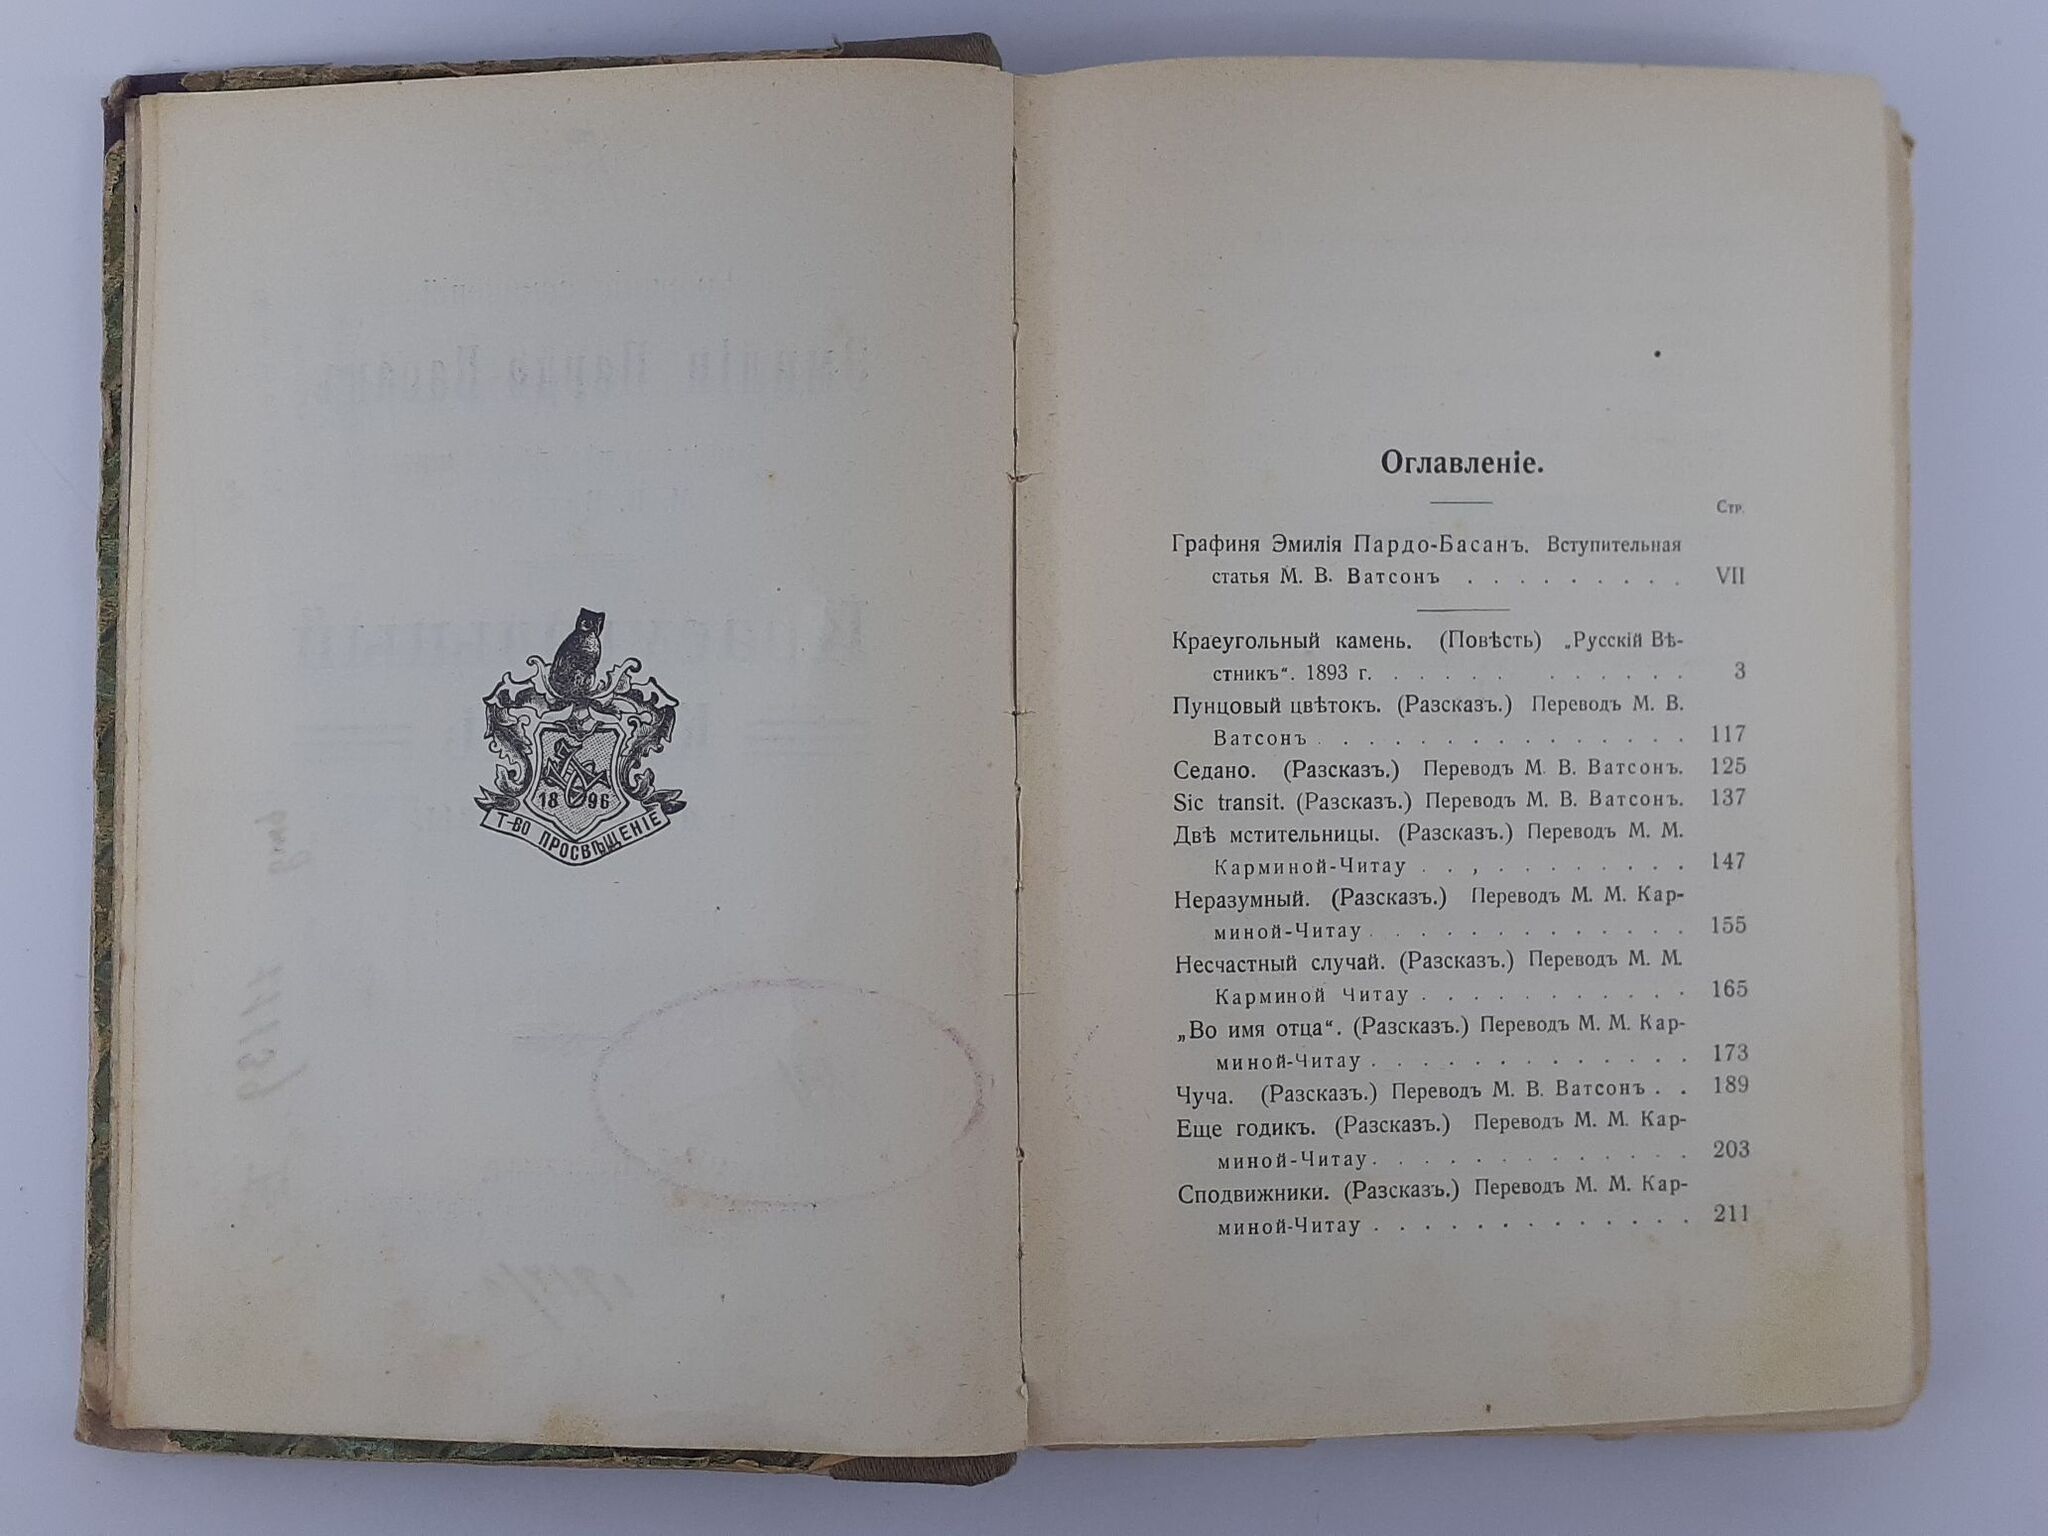 1896
Т-ВО ПРОСВѢЩЕНІЕ
Оглавленіе.
Стр.
Графиня Эмилія Пардо-Басанъ. Вступительная
статья М. В. Ватсонъ . . . . . . . . . VII
Краеугольный камень. (Повѣсть) „Русскій Вѣ-
стникъ“. 1893 г. . . . . . . . . . . . 3
Пунцовый цвѣтокъ. (Разсказъ.) Переводъ М. В.
Ватсонъ . . . . . . . . . . . . . . . 117
Седано. (Разсказъ.) Переводъ М. В. Ватсонъ. 125
Sic transit. (Разсказъ.) Переводъ М. В. Ватсонъ. 137
Двѣ мстительницы. (Разсказъ.) Переводъ М. М.
Карминой-Читау . . , . . . . . . . . 147
Неразумный. (Разсказъ.) Переводъ М. М. Кар-
миной-Читау . . . . . . . . . . . . . 155
Несчастный случай. (Разсказъ.) Переводъ М. М.
Карминой Читау . . . . . . . . . . . 165
„Во имя отца“. (Разсказъ.) Переводъ М. М. Кар-
миной-Читау . . . . . . . . . . . . . 173
Чуча. (Разсказъ.) Переводъ М. В. Ватсонъ . . 189
Еще годикъ. (Разсказъ.) Переводъ М. М. Кар-
миной-Читау. . . . . . . . . . . . . 203
Сподвижники. (Разсказъ.) Переводъ М. М. Кар-
миной-Читау . . . . . . . . . . . . . 211